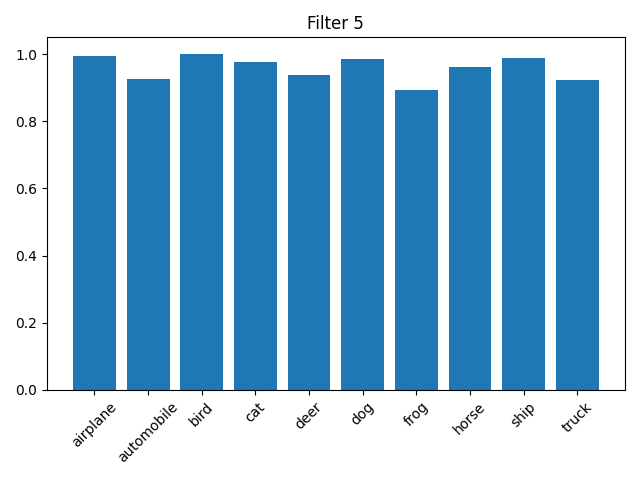 Filter 5
1.0
0.8
0.6
0.4
0.2
0.0
airplane
automobile
bird
cat
deer
dog
frog
horse
ship
truck